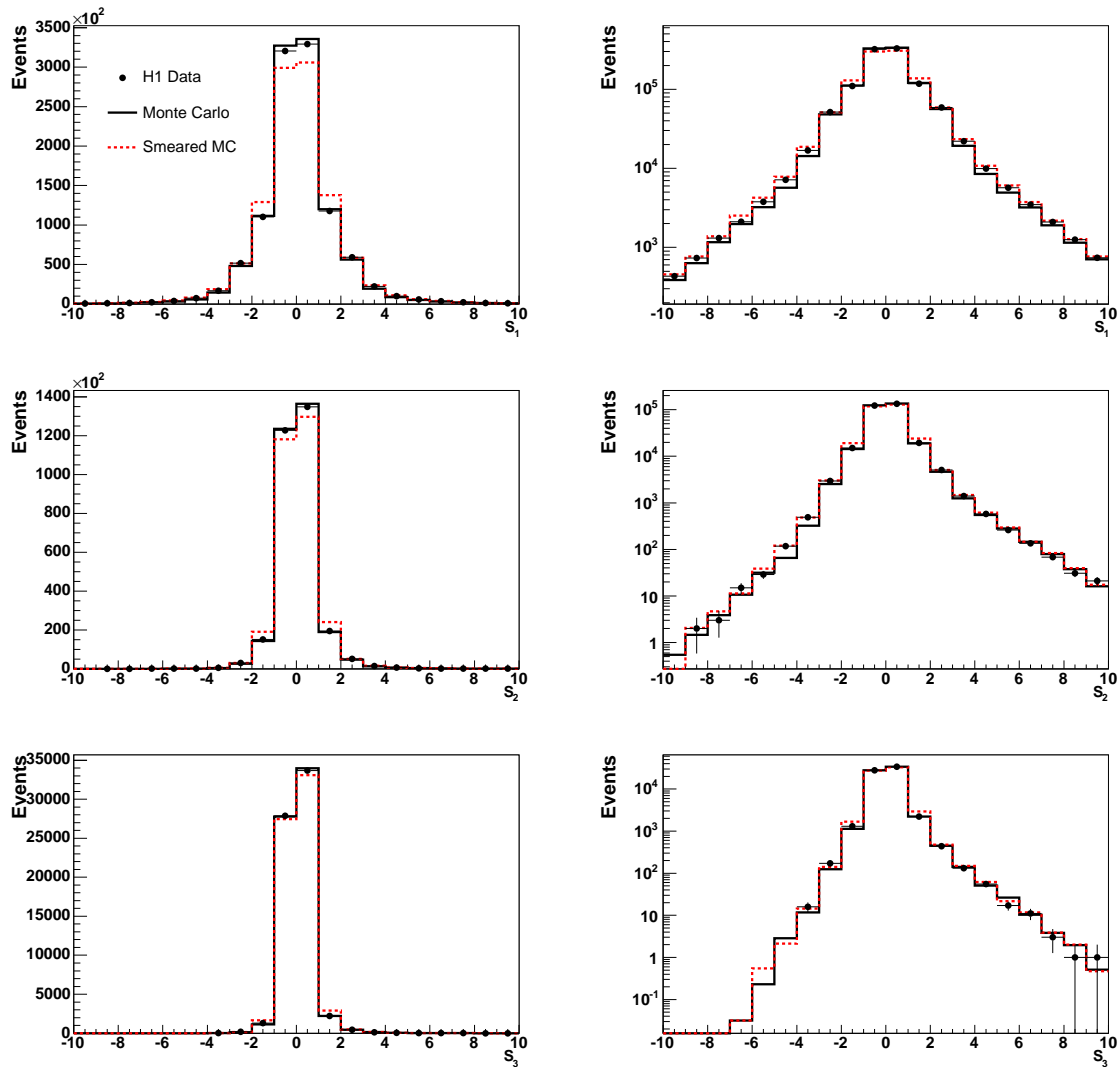 ×10²
Events
3500
3000
2500
2000
1500
1000
500
0
H1 Data
Monte Carlo
Smeared MC
-10 -8 -6 -4 -2 0 2 4 6 8 10
S₁
Events
10⁵
10⁴
10³
-10 -8 -6 -4 -2 0 2 4 6 8 10
S₁
×10²
Events
1400
1200
1000
800
600
400
200
0
-10 -8 -6 -4 -2 0 2 4 6 8 10
S₂
Events
10⁵
10⁴
10³
10²
10
1
-10 -8 -6 -4 -2 0 2 4 6 8 10
S₂
Events
35000
30000
25000
20000
15000
10000
5000
0
-10 -8 -6 -4 -2 0 2 4 6 8 10
S₃
Events
10⁴
10³
10²
10
1
10⁻¹
-10 -8 -6 -4 -2 0 2 4 6 8 10
S₃